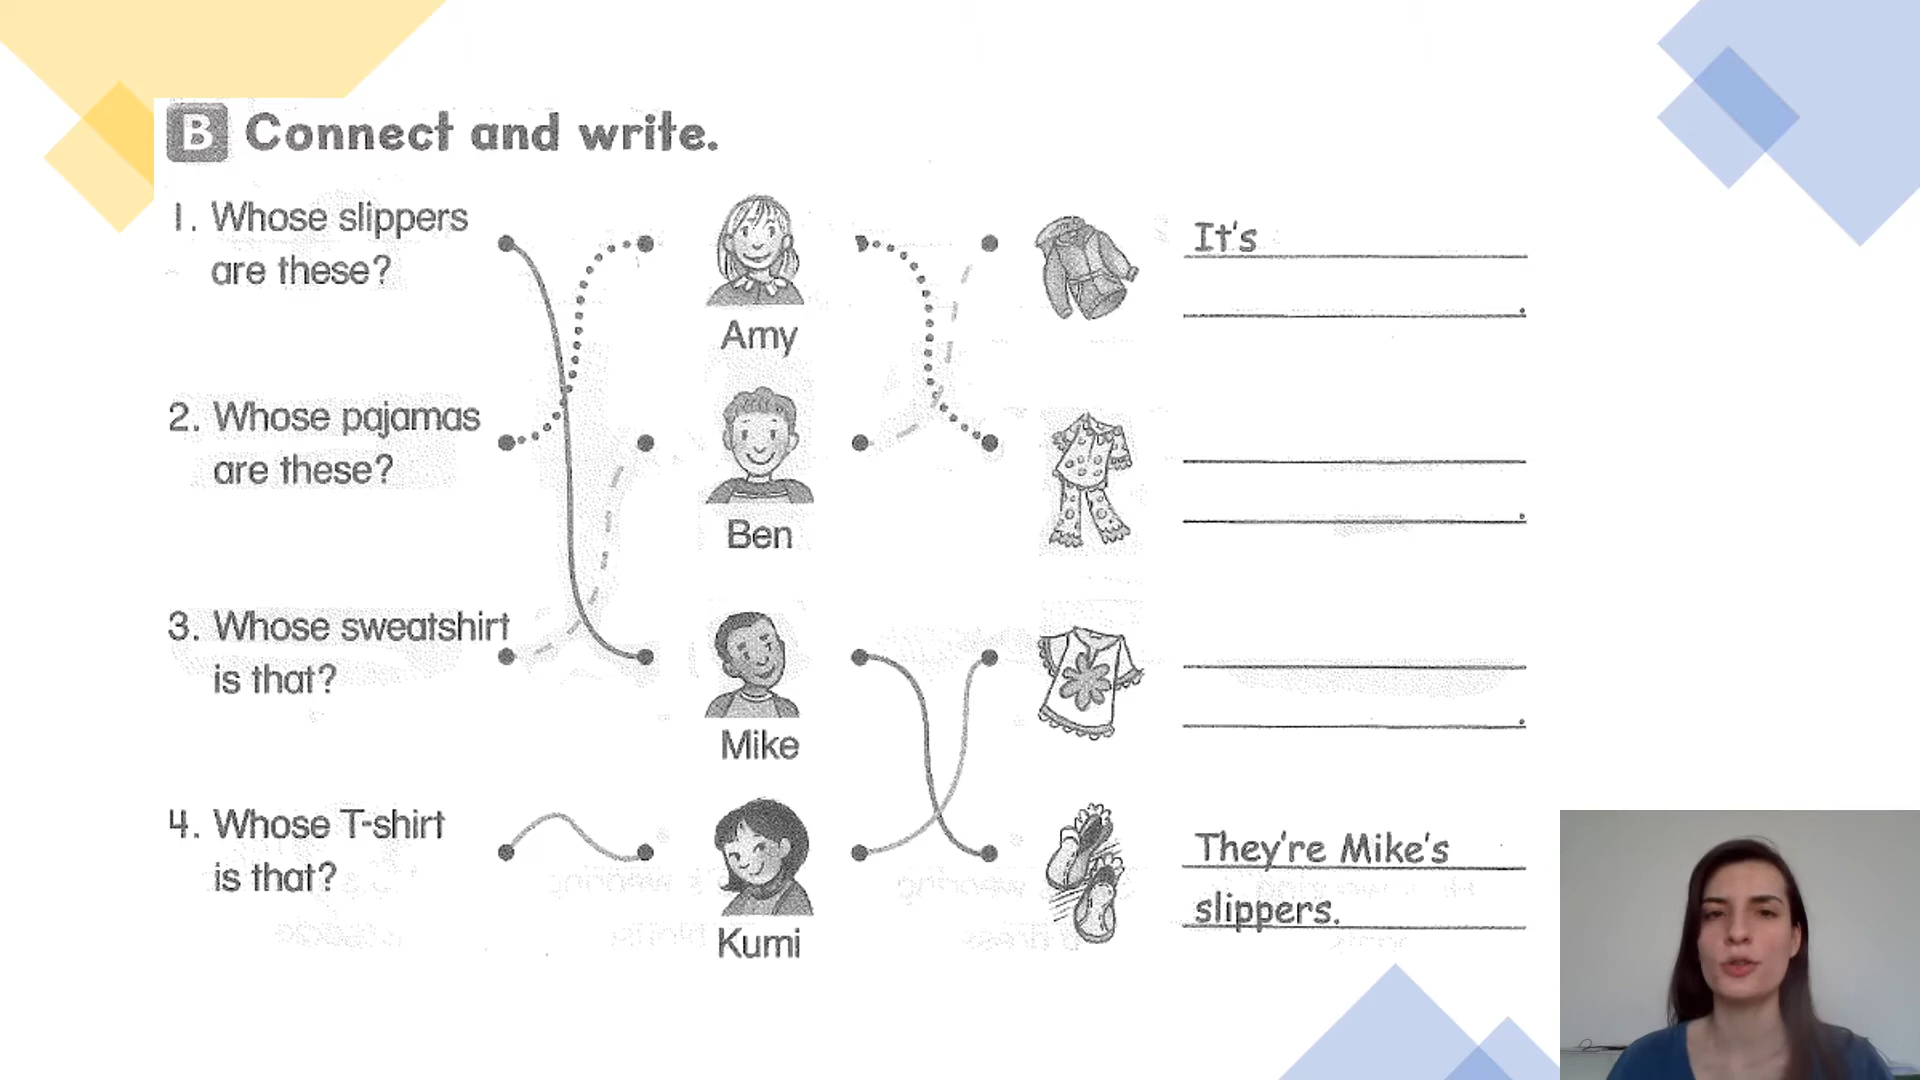 B Connect and write.
1. Whose slippers
are these?
Amy
It's
.
2. Whose pajamas
are these?
Ben
.
3. Whose sweatshirt
is that?
Mike
.
4. Whose T-shirt
is that?
Kumi
They're Mike's
slippers.